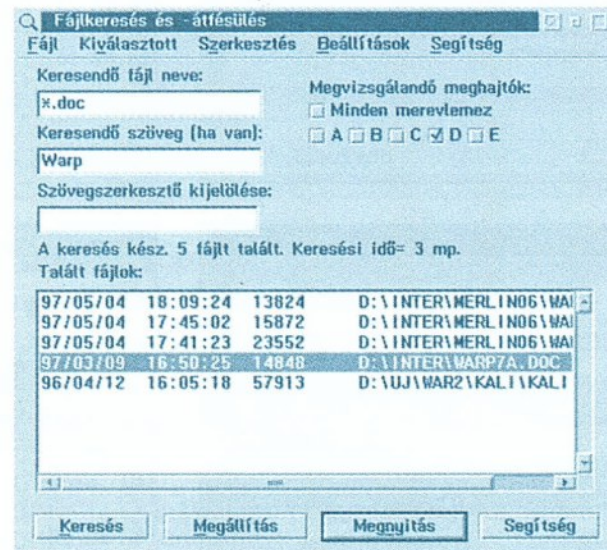 Fájlkeresés és -átfésülés
Fájl Kiválasztott Szerkesztés Beállítások Segítség
Keresendő fájl neve:
*.doc
Keresendő szöveg (ha van):
Warp
Szövegszerkesztő kijelölése:
Megvizsgálandó meghajtók:
Minden merevlemez
A B C D E
A keresés kész. 5 fájlt talált. Keresési idő= 3 mp.
Talált fájlok:
97/05/04 18:09:24 13824 D:\INTER\MERLIN06\WA
97/05/04 17:45:02 15872 D:\INTER\MERLIN06\WA
97/05/04 17:41:23 23552 D:\INTER\MERLIN06\WA
97/03/09 16:50:25 14848 D:\INTER\WARP7A.DOC
96/04/12 16:05:18 57913 D:\UJ\WAR2\KALI\KALI
Keresés Megállítás Megnyitás Segítség